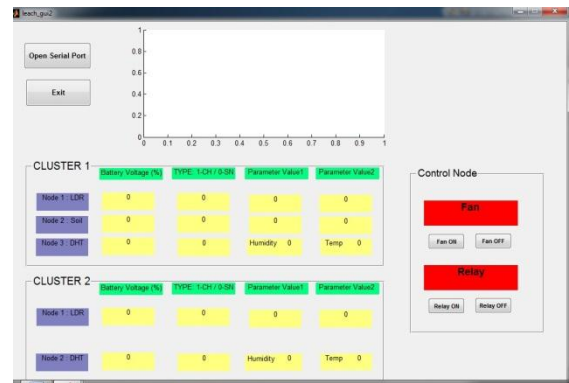 leach_gui2
Open Serial Port
Exit
1
0.8
0.6
0.4
0.2
0
0 0.1 0.2 0.3 0.4 0.5 0.6 0.7 0.8 0.9 1
CLUSTER 1
Battery Voltage (%) TYPE: 1-CH / 0-SN Parameter Value1 Parameter Value2
Node 1 : LDR 0 0 0 0
Node 2 : Soil 0 0 0 0
Node 3 : DHT 0 0 Humidity 0 Temp 0
CLUSTER 2
Battery Voltage (%) TYPE: 1-CH / 0-SN Parameter Value1 Parameter Value2
Node 1 : LDR 0 0 0 0
Node 2 : DHT 0 0 Humidity 0 Temp 0
Control Node
Fan
Fan ON Fan OFF
Relay
Relay ON Relay OFF